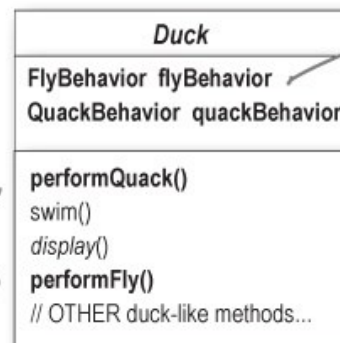 Duck
FlyBehavior flyBehavior
QuackBehavior quackBehavior
performQuack()
swim()
display()
performFly()
// OTHER duck-like methods...